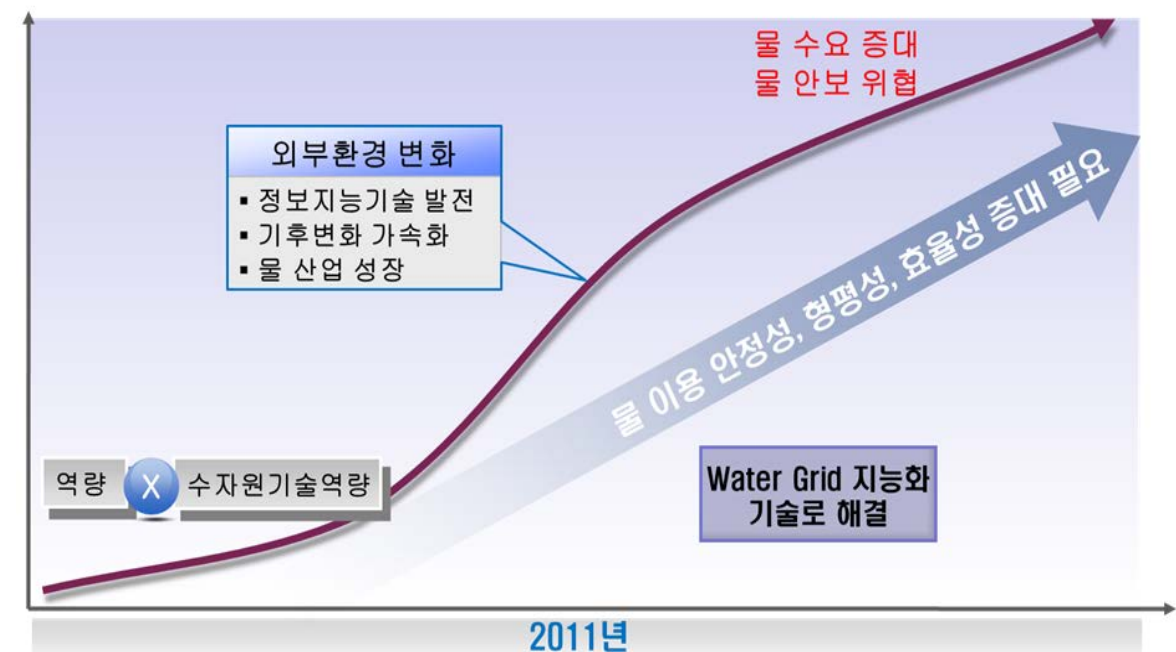 물 수요 증대
물 안보 위협
외부환경 변화
▪ 정보지능기술 발전
▪ 기후변화 가속화
▪ 물 산업 성장
물 이용 안정성, 형평성, 효율성 증대 필요
역량 X 수자원기술역량
Water Grid 지능화
기술로 해결
2011년